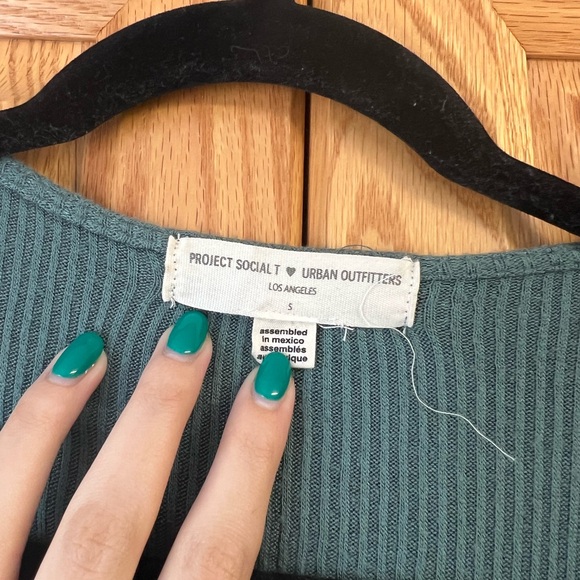 PROJECT SOCIAL T ♥ URBAN OUTFITTERS
LOS ANGELES
S
assembled
in mexico
assemblés